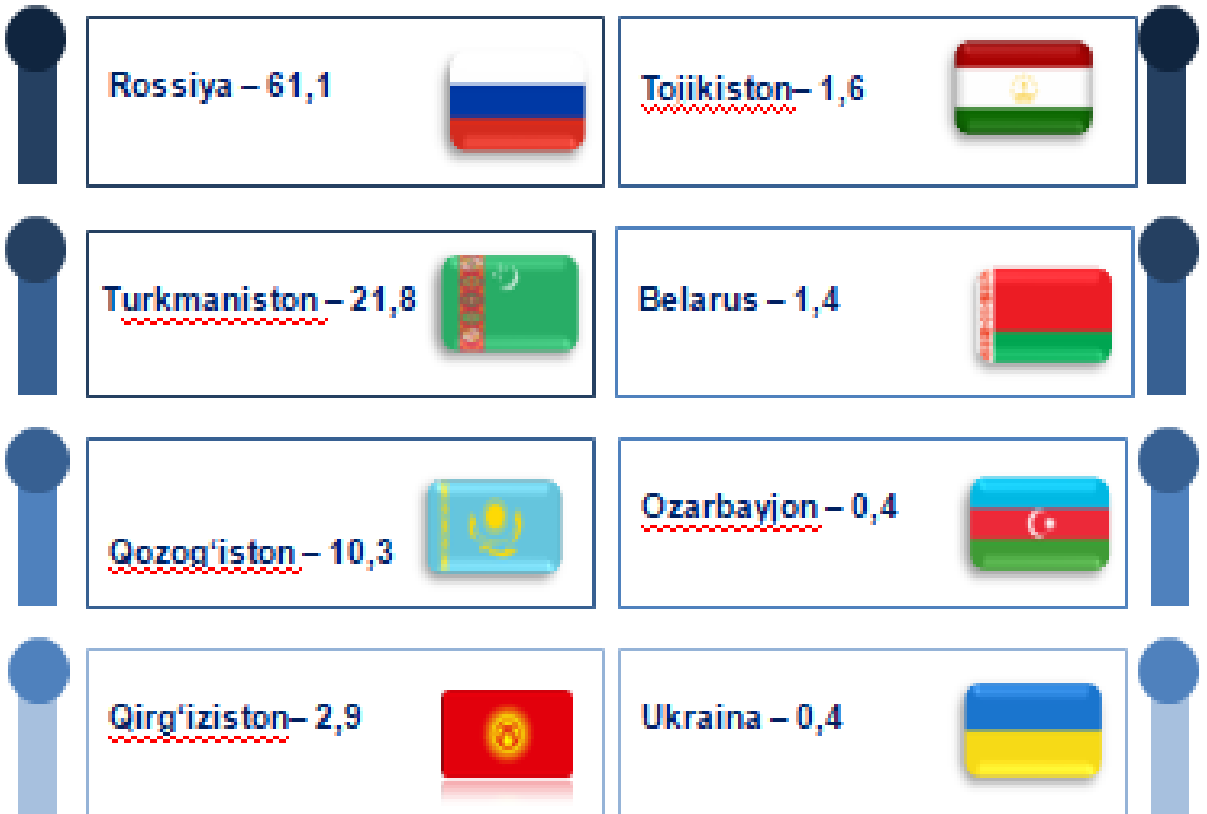 Rossiya – 61,1
Tojikiston– 1,6
Turkmaniston – 21,8
Belarus – 1,4
Qozog‘iston – 10,3
Ozarbayjon – 0,4
Qirg‘iziston– 2,9
Ukraina – 0,4